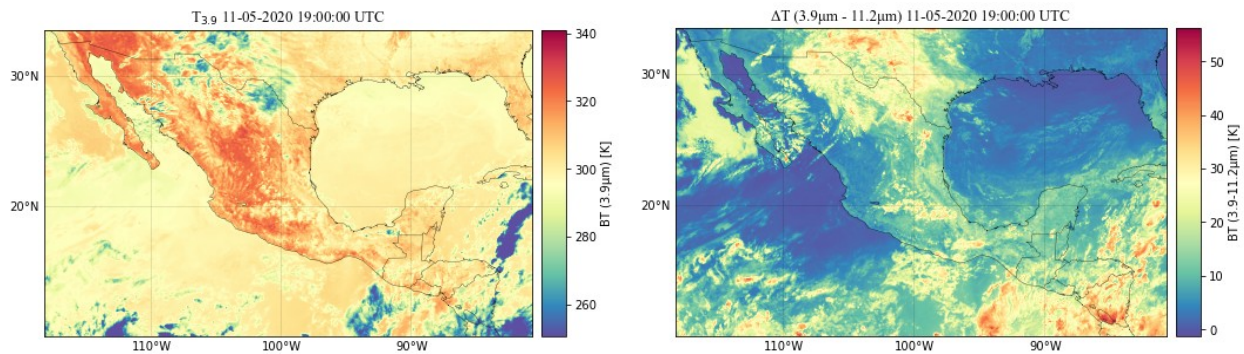 T3.9 11-05-2020 19:00:00 UTC
30°N
20°N
110°W 100°W 90°W
340
320
300
280
260
BT (3.9μm) [K]
ΔT (3.9μm - 11.2μm) 11-05-2020 19:00:00 UTC
30°N
20°N
110°W 100°W 90°W
50
40
30
20
10
0
BT (3.9-11.2μm) [K]